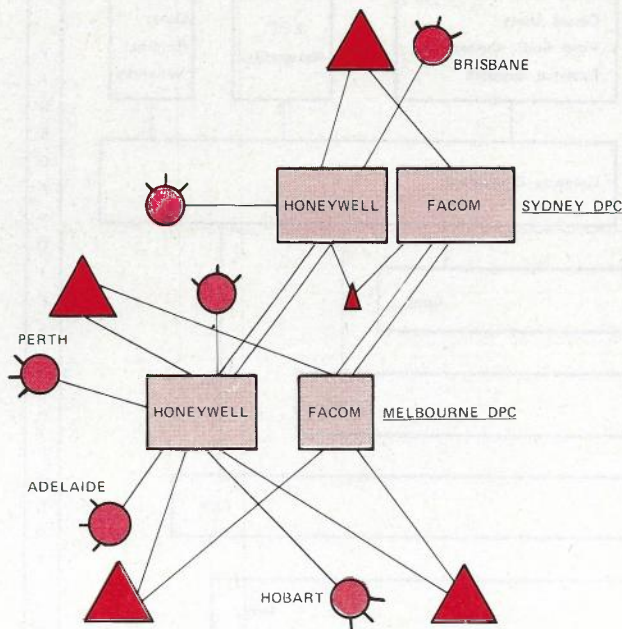 BRISBANE
HONEYWELL
FACOM
SYDNEY DPC
PERTH
HONEYWELL
FACOM
MELBOURNE DPC
ADELAIDE
HOBART